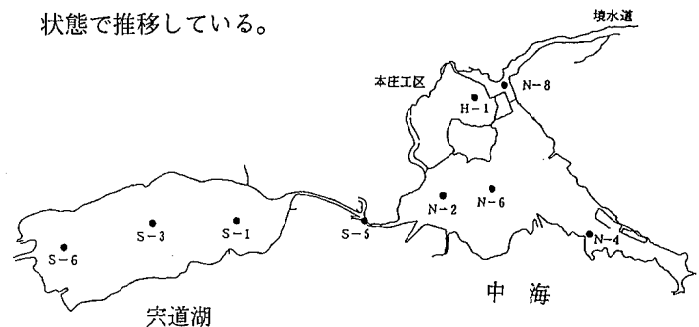 状態で推移している。
境水道
本庄工区
N-8
H-1
N-2
N-6
S-3
S-1
S-5
S-6
N-4
中海
宍道湖